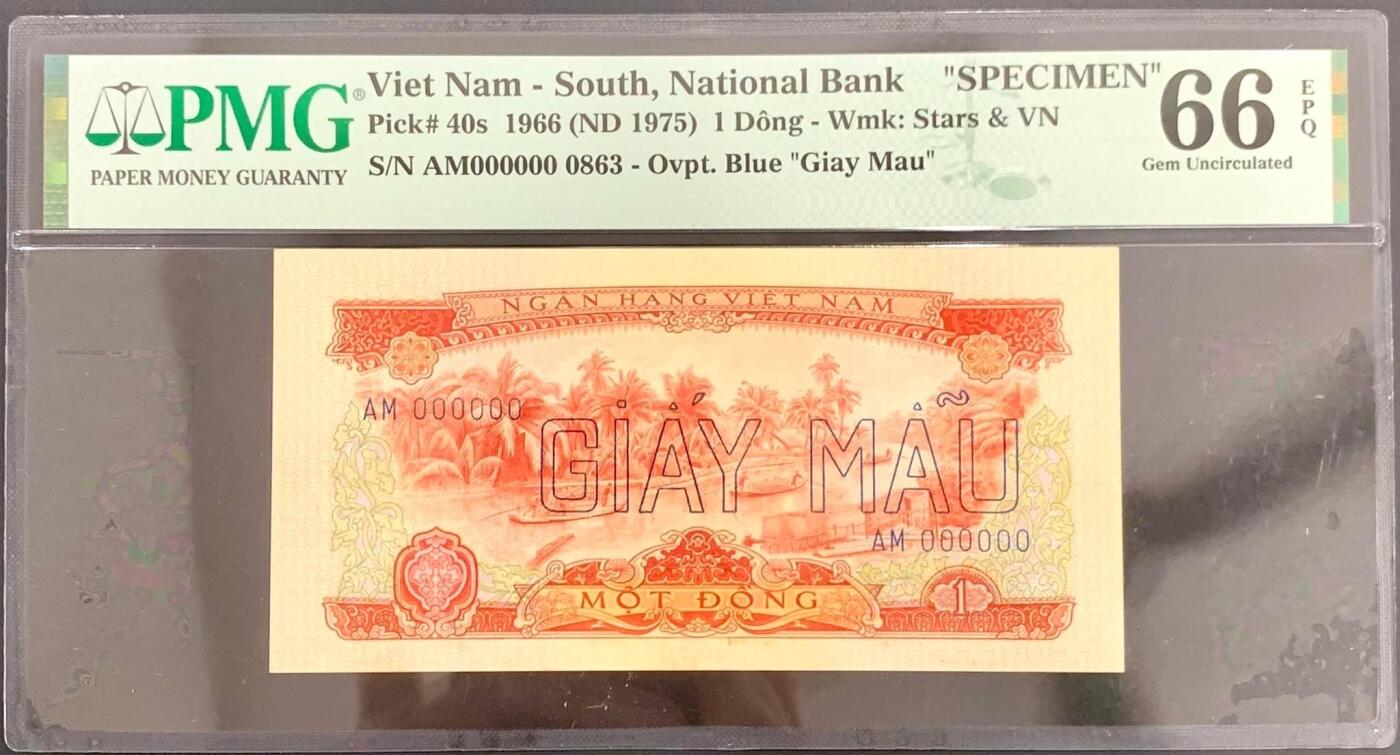 PMG®
PAPER MONEY GUARANTY
Viet Nam - South, National Bank "SPECIMEN"
Pick# 40s 1966 (ND 1975) 1 Dông - Wmk: Stars & VN
S/N AM000000 0863 - Ovpt. Blue "Giay Mau"
66
EPQ
Gem Uncirculated
NGÂN HÀNG VIỆT NAM
AM 000000
GIẤY MẪU
AM 000000
MỘT ĐỒNG
1